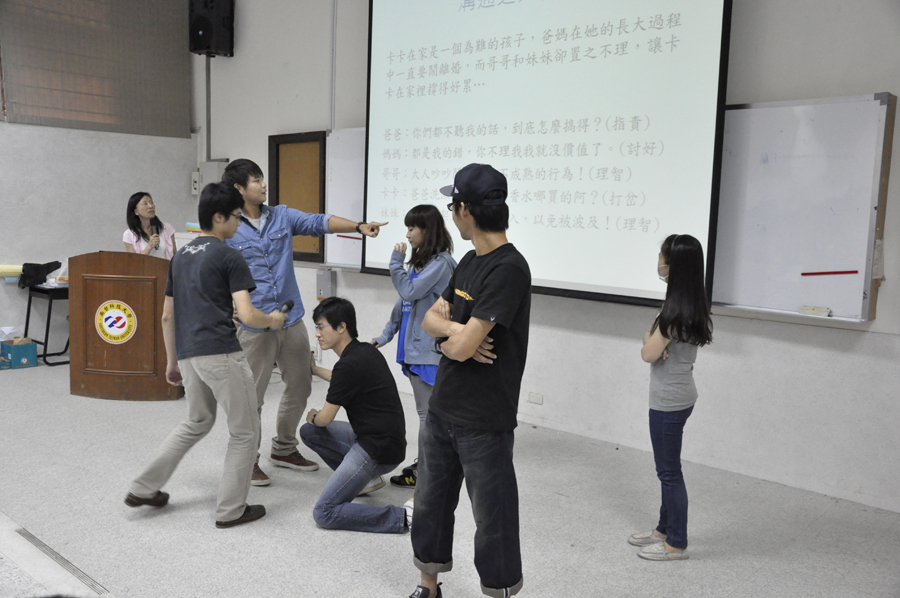 溝通之
卡卡在家是一個為難的孩子，爸媽在她的長大過程
中一直要鬧離婚，而哥哥和妹妹卻置之不理，讓卡
卡在家裡撐得好累…
爸爸：你們都不聽我的話，到底怎麼搞得？(指責)
媽媽：都是我的錯，你不理我我就沒價值了。(討好)
哥哥：大人吵 成熟的行為！(理智)
卡卡：爸爸 香水哪買的阿？(打岔)
妹妹 人，以免被波及！(理智)